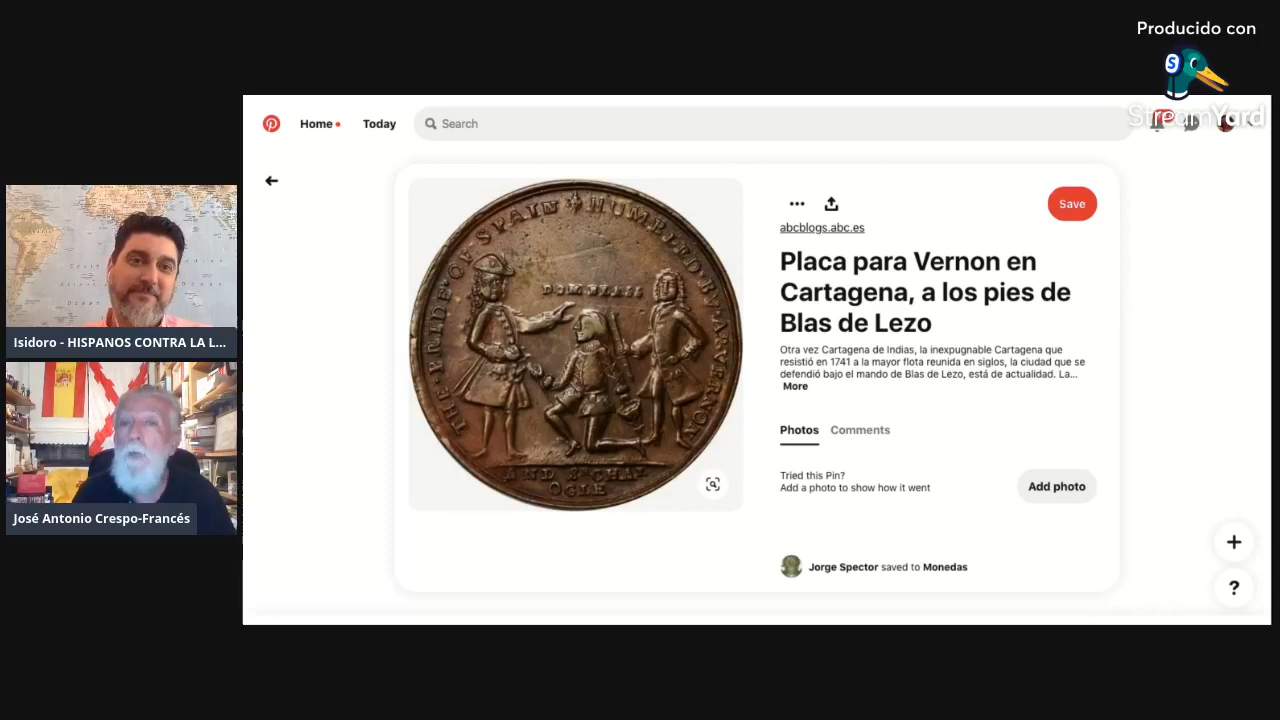 Producido con
StreamYard
Home
Today
Search
Save
abcblogs.abc.es
Placa para Vernon en
Cartagena, a los pies de
Blas de Lezo
Otra vez Cartagena de Indias, la inexpugnable Cartagena que
resistió en 1741 a la mayor flota reunida en siglos, la ciudad que se
defendió bajo el mando de Blas de Lezo, está de actualidad. La...
More
Photos Comments
Tried this Pin?
Add a photo to show how it went
Add photo
Jorge Spector saved to Monedas
THE·PRIDE·OF·SPAIN HUMBLED·BY·AD·VERNON
DON·BLASS
AND Sr·CHAL
OGLE
Isidoro - HISPANOS CONTRA LA L...
José Antonio Crespo-Francés
?